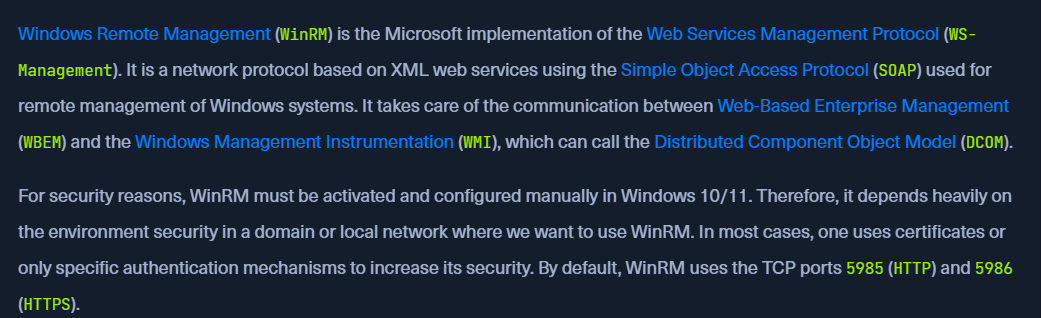 Windows Remote Management (WinRM) is the Microsoft implementation of the Web Services Management Protocol (WS-
Management). It is a network protocol based on XML web services using the Simple Object Access Protocol (SOAP) used for
remote management of Windows systems. It takes care of the communication between Web-Based Enterprise Management
(WBEM) and the Windows Management Instrumentation (WMI), which can call the Distributed Component Object Model (DCOM).
For security reasons, WinRM must be activated and configured manually in Windows 10/11. Therefore, it depends heavily on
the environment security in a domain or local network where we want to use WinRM. In most cases, one uses certificates or
only specific authentication mechanisms to increase its security. By default, WinRM uses the TCP ports 5985 (HTTP) and 5986
(HTTPS).